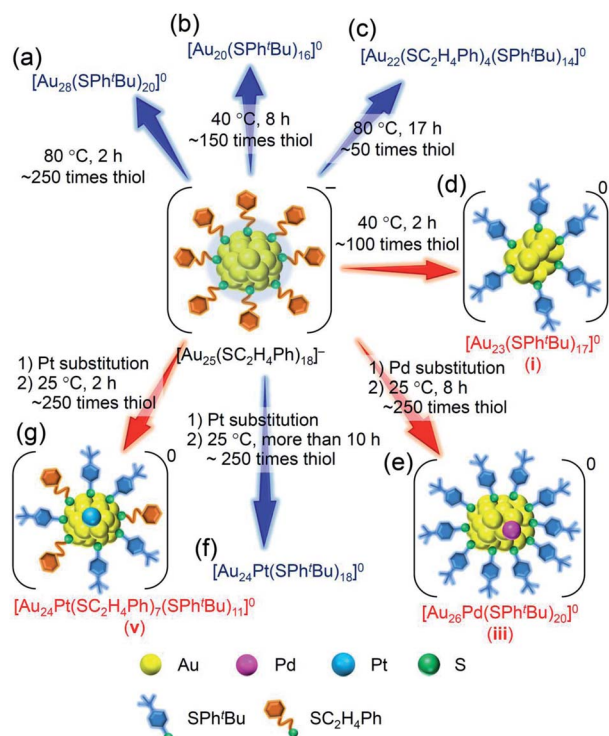 (b)
[Au₂₀(SPhᵗBu)₁₆]⁰
(c)
[Au₂₂(SC₂H₄Ph)₄(SPhᵗBu)₁₄]⁰
(a)
[Au₂₈(SPhᵗBu)₂₀]⁰
40 °C, 8 h
~150 times thiol
80 °C, 17 h
~50 times thiol
80 °C, 2 h
~250 times thiol
–
(d)
0
40 °C, 2 h
~100 times thiol
[Au₂₅(SC₂H₄Ph)₁₈]⁻
[Au₂₃(SPhᵗBu)₁₇]⁰
(i)
1) Pt substitution
2) 25 °C, 2 h
~250 times thiol
1) Pt substitution
2) 25 °C, more than 10 h
~ 250 times thiol
1) Pd substitution
2) 25 °C, 8 h
~250 times thiol
(g)
0
(e)
0
(f)
[Au₂₄Pt(SPhᵗBu)₁₈]⁰
[Au₂₄Pt(SC₂H₄Ph)₇(SPhᵗBu)₁₁]⁰
(v)
[Au₂₆Pd(SPhᵗBu)₂₀]⁰
(iii)
Au Pd Pt S
SPhᵗBu SC₂H₄Ph